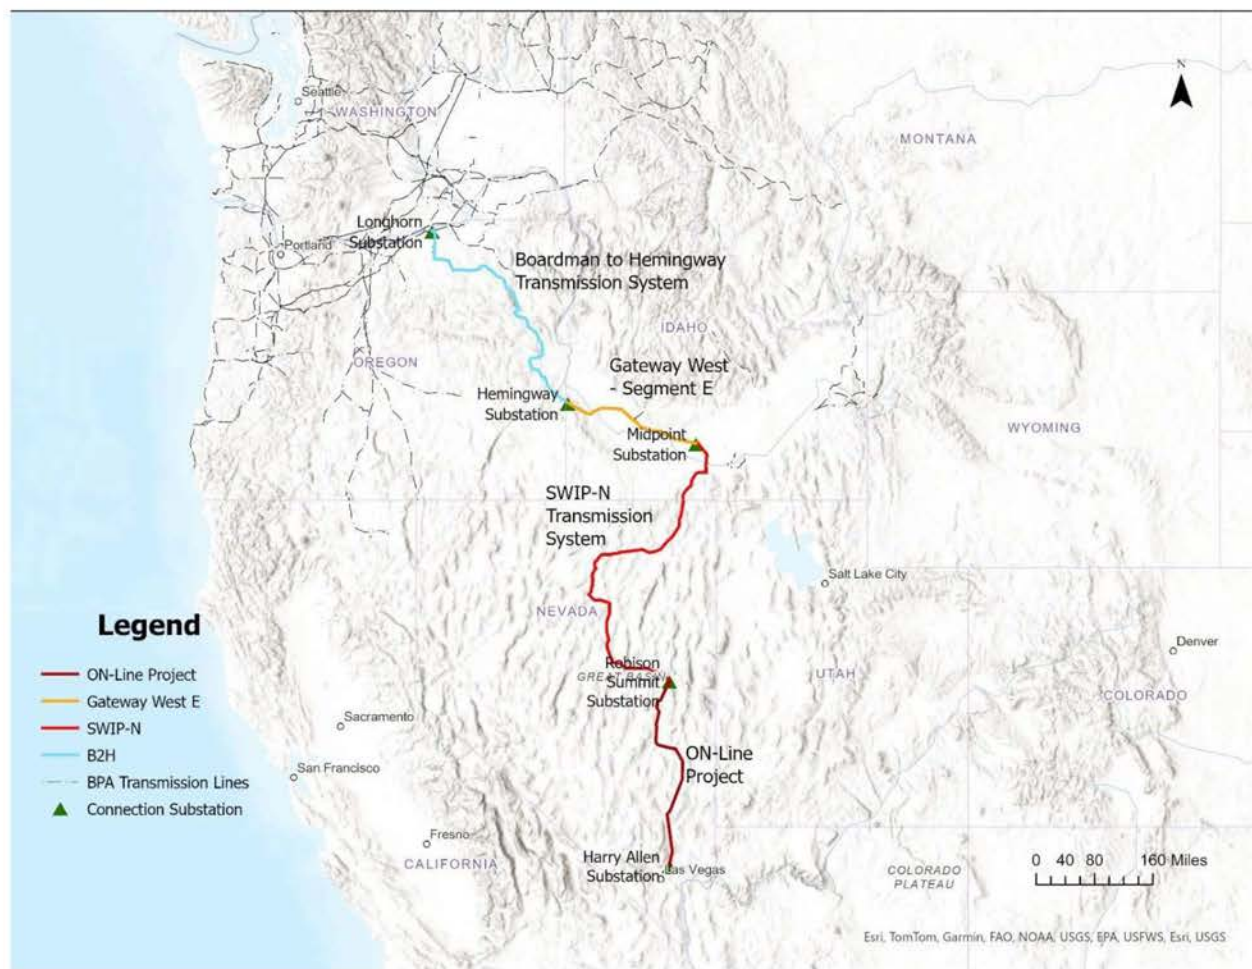 N
Seattle
WASHINGTON
MONTANA
Longhorn
Substation
Portland
Boardman to Hemingway
Transmission System
IDAHO
OREGON
Gateway West
- Segment E
Hemingway
Substation
Midpoint
Substation
WYOMING
SWIP-N
Transmission
System
Salt Lake City
NEVADA
Legend
ON-Line Project
Gateway West E
SWIP-N
B2H
BPA Transmission Lines
Connection Substation
Denver
Robison
GREAT BASIN
Summit
Substation
UTAH
COLORADO
Sacramento
San Francisco
ON-Line
Project
Fresno
CALIFORNIA
Harry Allen
Substation
Las Vegas
COLORADO
PLATEAU
0 40 80 160 Miles
Esri, TomTom, Garmin, FAO, NOAA, USGS, EPA, USFWS, Esri, USGS